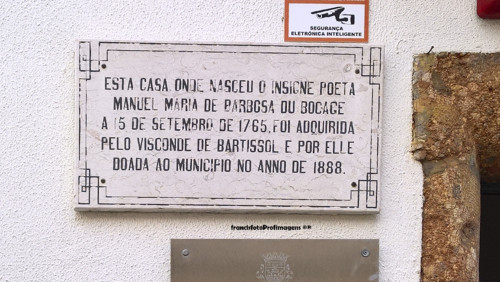 SEGURANÇA
ELETRÓNICA INTELIGENTE
ESTA CASA, ONDE NASCEU O INSIGNE POETA
MANUEL MARIA DE BARBOSA DU BOCAGE
A 15 DE SETEMBRO DE 1765, FOI ADQUIRIDA
PELO VISCONDE DE BARTISSOL E POR ELLE
DOADA AO MUNICIPIO NO ANNO DE 1888.
francisfotoProfimagens ©®